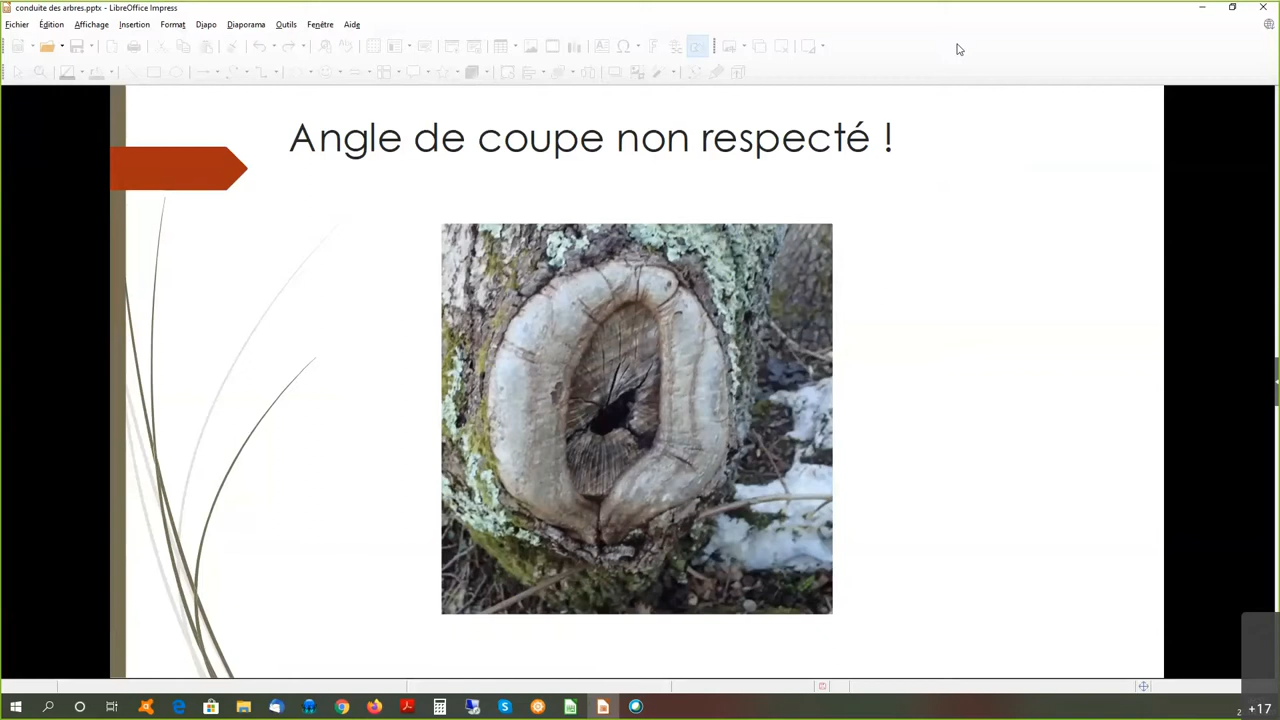 conduite des arbres.pptx - LibreOffice Impress
Fichier Édition Affichage Insertion Format Diapo Diaporama Outils Fenêtre Aide
Angle de coupe non respecté !
2 +17